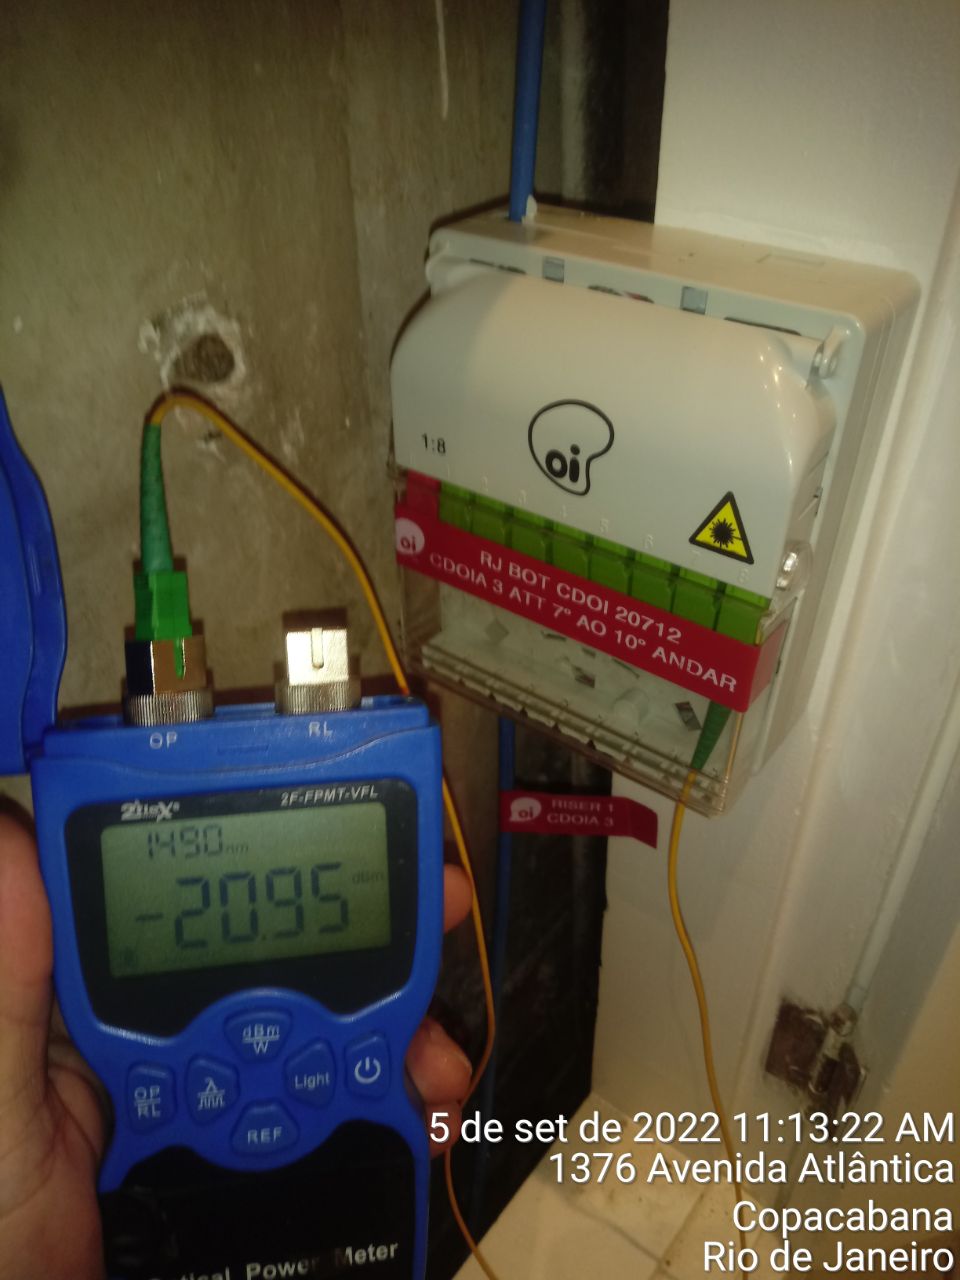 oi
1:8
oi
RJ BOT CDOI 20712
CDOIA 3 ATT 7º AO 10º ANDAR
oi
RISER 1
CDOIA 3
OP
RL
2F-FPMT-VFL
1490nm
-20.95 dBm
dBm
W
OP
RL
λ
Light
REF
Optical Power Meter
5 de set de 2022 11:13:22 AM
1376 Avenida Atlântica
Copacabana
Rio de Janeiro